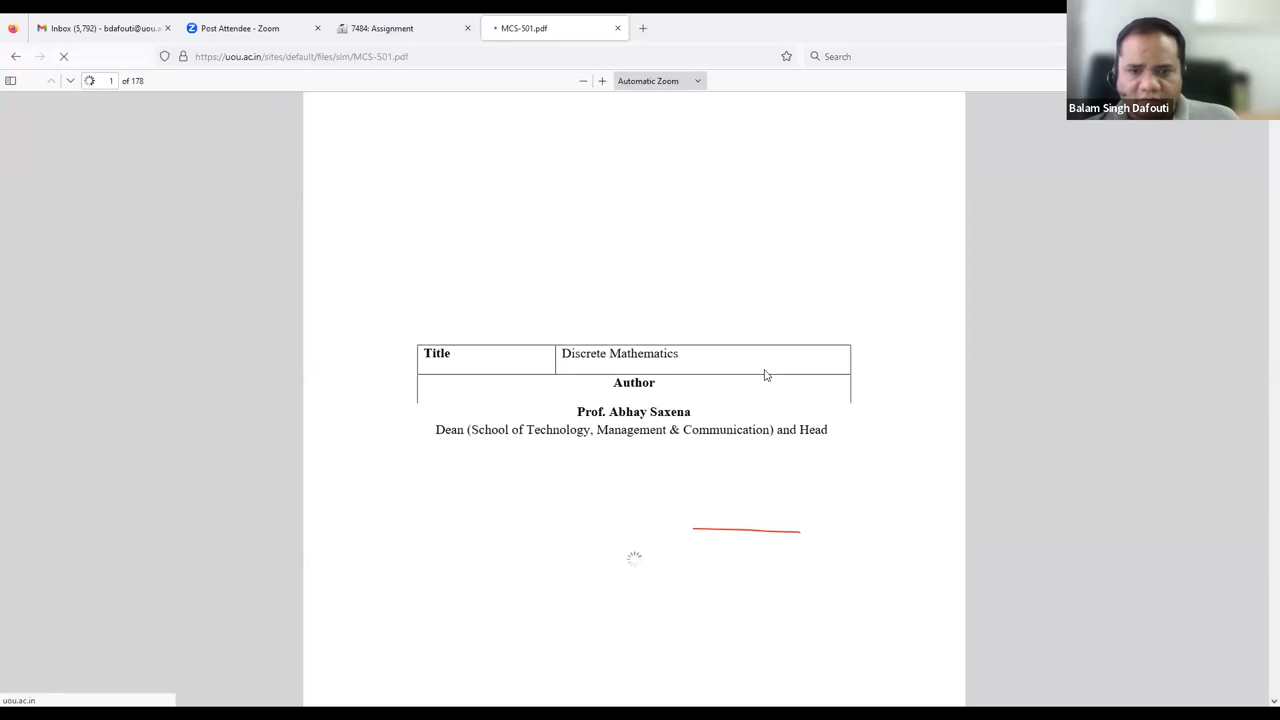 Inbox (5,792) - bdafouti@uou.a
Post Attendee - Zoom
7484: Assignment
MCS-501.pdf
https://uou.ac.in/sites/default/files/slm/MCS-501.pdf
Search
1 of 178
Automatic Zoom
Balam Singh Dafouti
Title Discrete Mathematics
Author
Prof. Abhay Saxena
Dean (School of Technology, Management & Communication) and Head
uou.ac.in